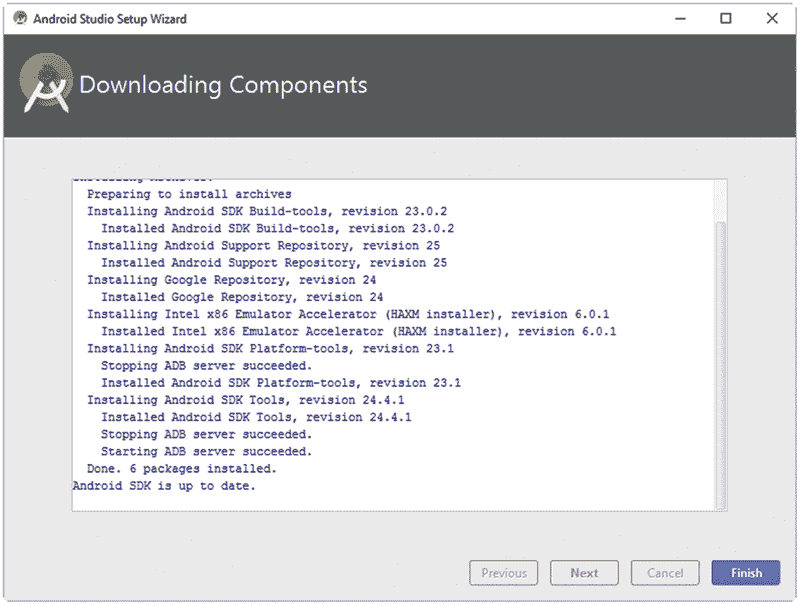 Android Studio Setup Wizard
Downloading Components
Preparing to install archives
Installing Android SDK Build-tools, revision 23.0.2
Installed Android SDK Build-tools, revision 23.0.2
Installing Android Support Repository, revision 25
Installed Android Support Repository, revision 25
Installing Google Repository, revision 24
Installed Google Repository, revision 24
Installing Intel x86 Emulator Accelerator (HAXM installer), revision 6.0.1
Installed Intel x86 Emulator Accelerator (HAXM installer), revision 6.0.1
Installing Android SDK Platform-tools, revision 23.1
Stopping ADB server succeeded.
Installed Android SDK Platform-tools, revision 23.1
Installing Android SDK Tools, revision 24.4.1
Installed Android SDK Tools, revision 24.4.1
Stopping ADB server succeeded.
Starting ADB server succeeded.
Done. 6 packages installed.
Android SDK is up to date.
Previous Next Cancel Finish